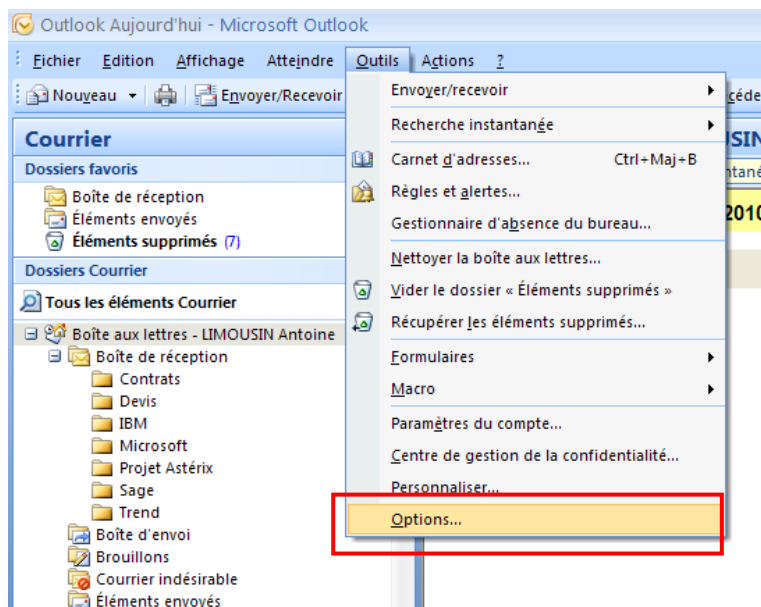 Outlook Aujourd'hui - Microsoft Outlook
Fichier Edition Affichage Atteindre Outils Actions ?
Nouveau Envoyer/Recevoir
Courrier
Dossiers favoris
Boîte de réception
Éléments envoyés
Éléments supprimés (7)
Dossiers Courrier
Tous les éléments Courrier
Boîte aux lettres - LIMOUSIN Antoine
Boîte de réception
Contrats
Devis
IBM
Microsoft
Projet Astérix
Sage
Trend
Boîte d'envoi
Brouillons
Courrier indésirable
Éléments envoyés
Envoyer/recevoir
Recherche instantanée
Carnet d'adresses... Ctrl+Maj+B
Règles et alertes...
Gestionnaire d'absence du bureau...
Nettoyer la boîte aux lettres...
Vider le dossier « Éléments supprimés »
Récupérer les éléments supprimés...
Formulaires
Macro
Paramètres du compte...
Centre de gestion de la confidentialité...
Personnaliser...
Options...